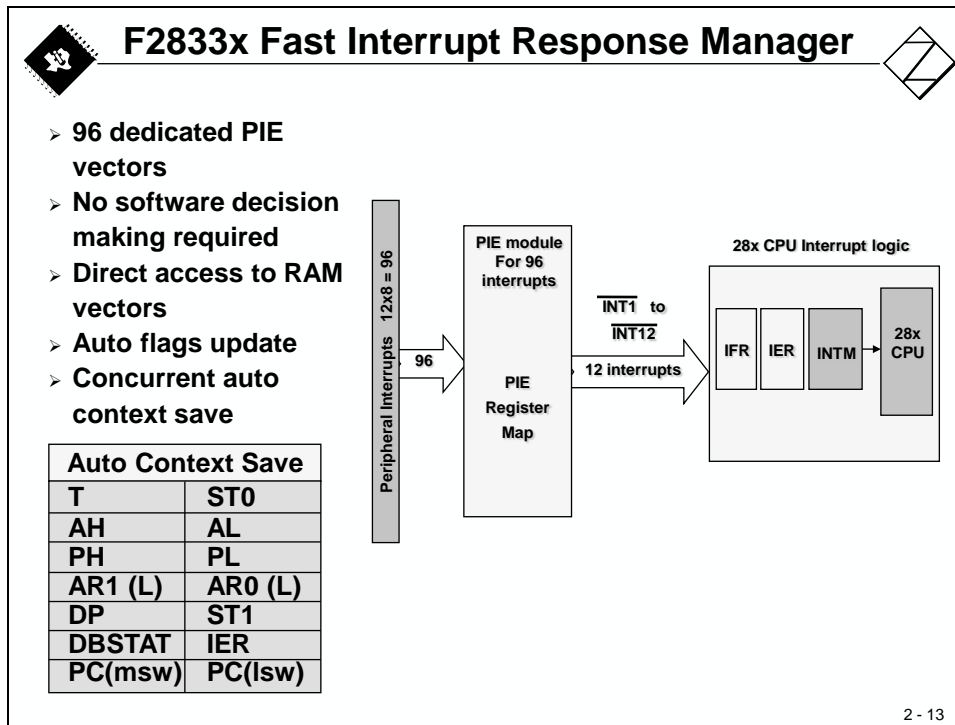 F2833x Fast Interrupt Response Manager
➢ 96 dedicated PIE
vectors
➢ No software decision
making required
➢ Direct access to RAM
vectors
➢ Auto flags update
➢ Concurrent auto
context save
Auto Context Save
T ST0
AH AL
PH PL
AR1 (L) AR0 (L)
DP ST1
DBSTAT IER
PC(msw) PC(lsw)
Peripheral Interrupts 12x8 = 96
96
PIE module
For 96
interrupts
PIE
Register
Map
INT1 to
INT12
12 interrupts
28x CPU Interrupt logic
IFR
IER
INTM
28x
CPU
2 - 13